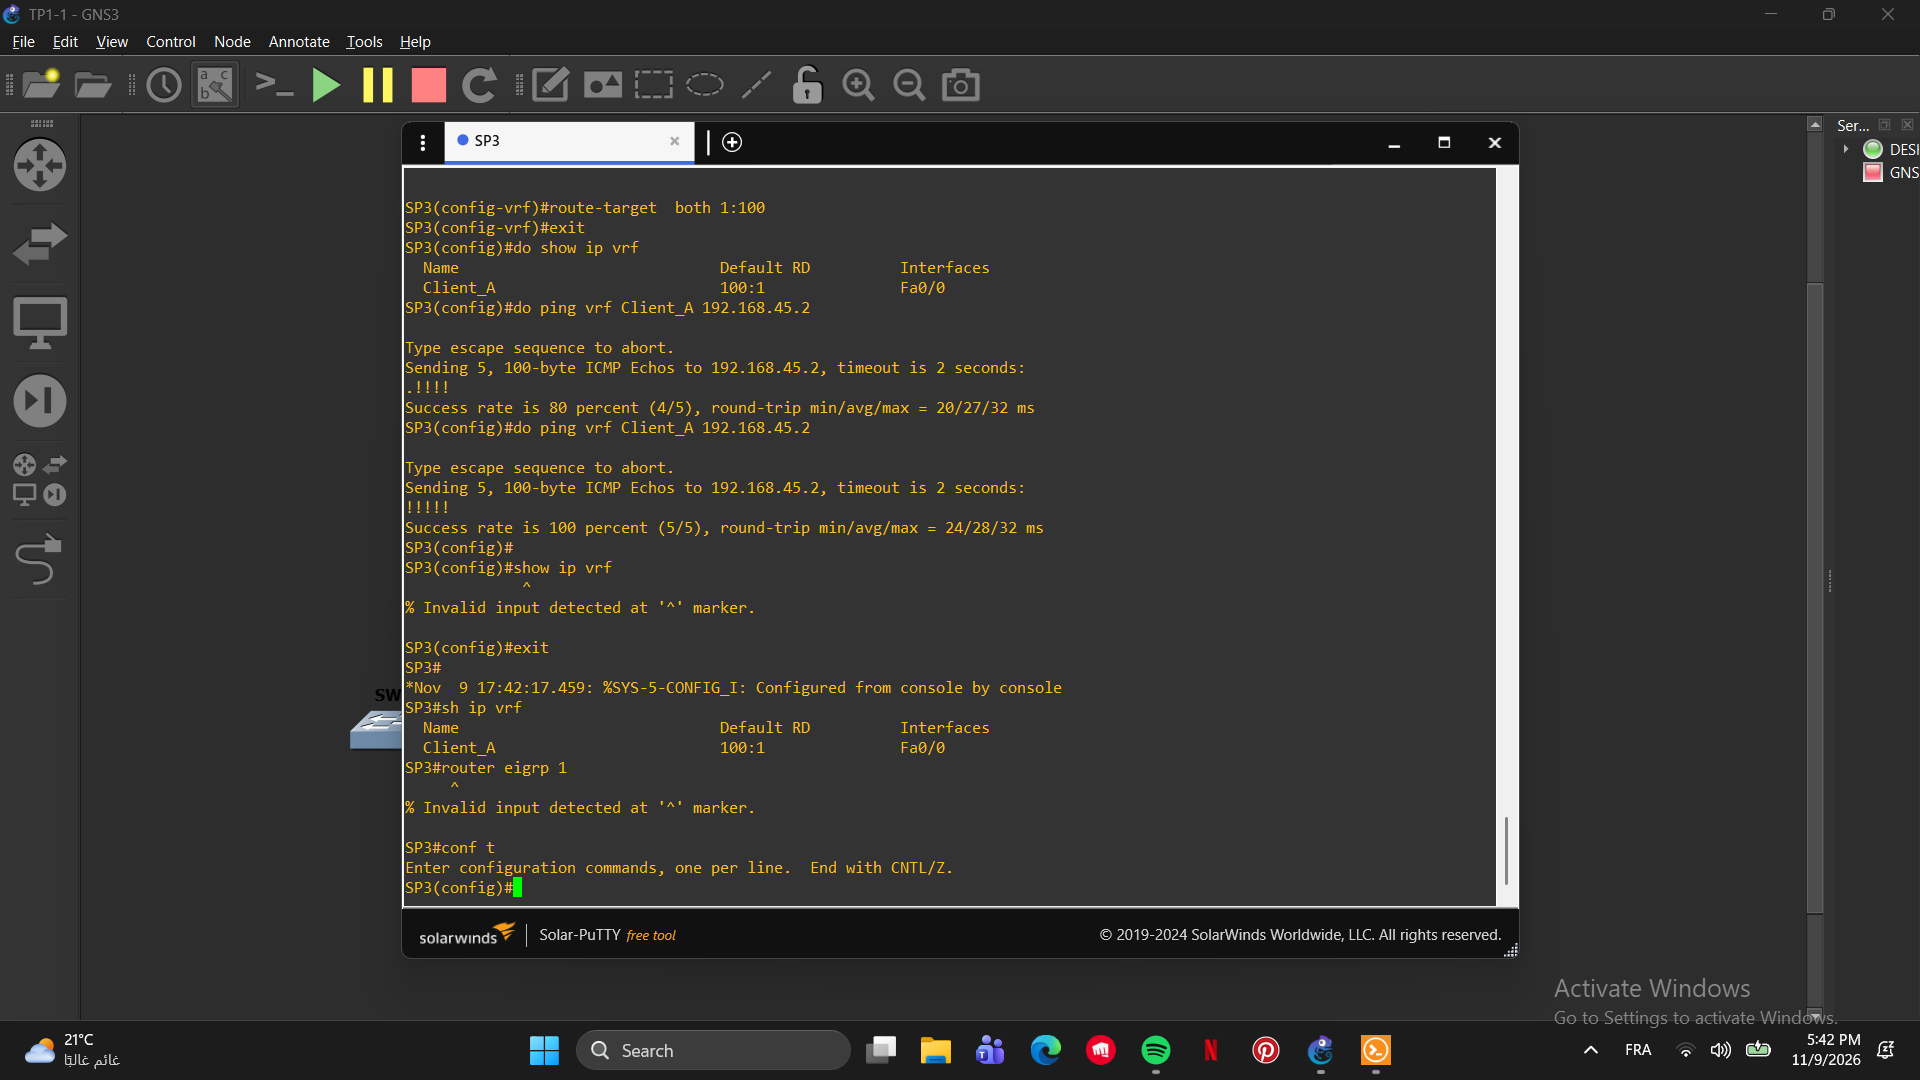 TP1-1 - GNS3
File Edit View Control Node Annotate Tools Help
SP3
Ser...
DESH
GNS
SP3(config-vrf)#route-target  both 1:100
SP3(config-vrf)#exit
SP3(config)#do show ip vrf
Name Default RD Interfaces
Client_A 100:1 Fa0/0
SP3(config)#do ping vrf Client_A 192.168.45.2
Type escape sequence to abort.
Sending 5, 100-byte ICMP Echos to 192.168.45.2, timeout is 2 seconds:
.!!!!
Success rate is 80 percent (4/5), round-trip min/avg/max = 20/27/32 ms
SP3(config)#do ping vrf Client_A 192.168.45.2
Type escape sequence to abort.
Sending 5, 100-byte ICMP Echos to 192.168.45.2, timeout is 2 seconds:
!!!!!
Success rate is 100 percent (5/5), round-trip min/avg/max = 24/28/32 ms
SP3(config)#
SP3(config)#show ip vrf
^
% Invalid input detected at '^' marker.
SP3(config)#exit
SP3#
*Nov  9 17:42:17.459: %SYS-5-CONFIG_I: Configured from console by console
SP3#sh ip vrf
Name Default RD Interfaces
Client_A 100:1 Fa0/0
SP3#router eigrp 1
^
% Invalid input detected at '^' marker.
SP3#conf t
Enter configuration commands, one per line.  End with CNTL/Z.
SP3(config)#
SW
solarwinds
Solar-PuTTY free tool
© 2019-2024 SolarWinds Worldwide, LLC. All rights reserved.
Activate Windows
Go to Settings to activate Windows.
21°C
غائم غالبًا
Search
FRA
5:42 PM
11/9/2026